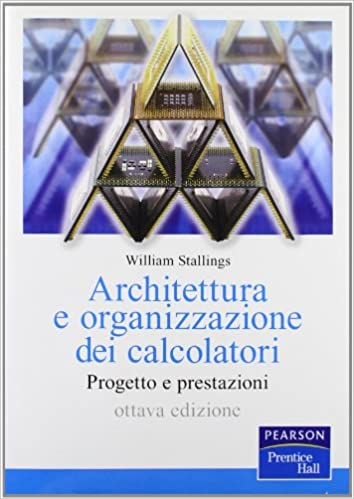 William Stallings
Architettura
e organizzazione
dei calcolatori
Progetto e prestazioni
ottava edizione
PEARSON
Prentice
Hall